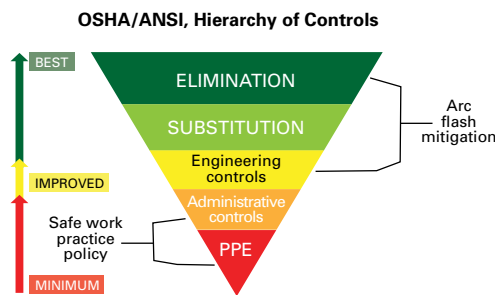 OSHA/ANSI, Hierarchy of Controls
BEST
ELIMINATION
SUBSTITUTION
Arc
flash
mitigation
Engineering
controls
IMPROVED
Administrative
controls
Safe work
practice
policy
PPE
MINIMUM